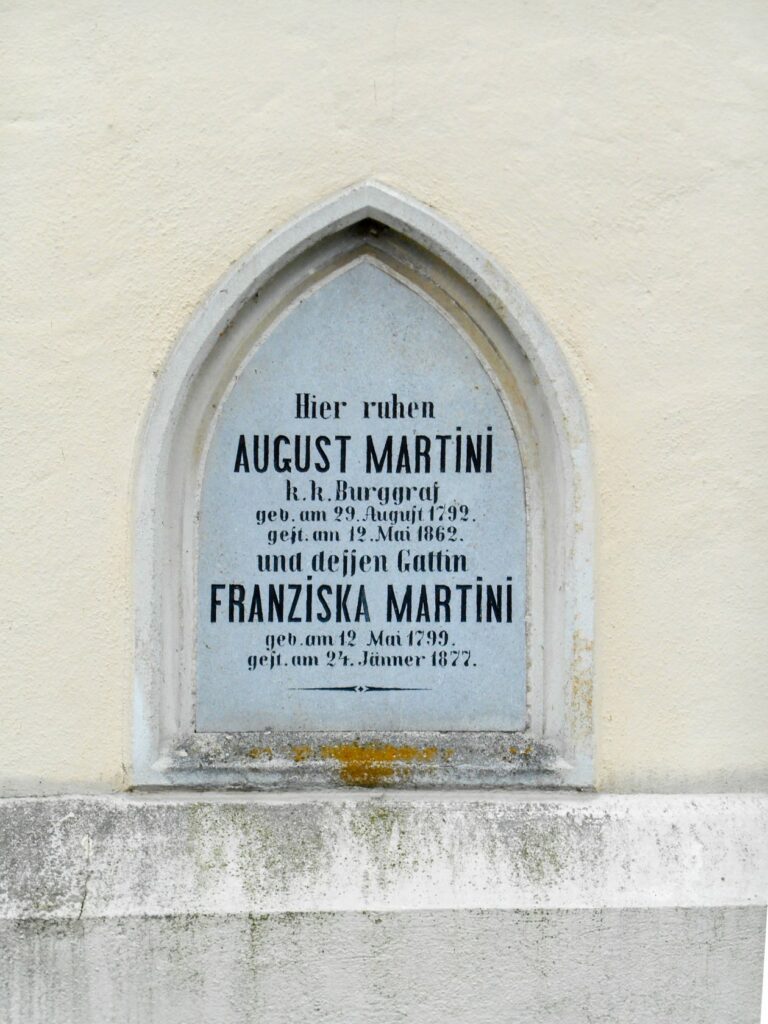 Hier ruhen
AUGUST MARTiNi
k. k. Burggraf
geb. am 29. Auguſt 1792.
geſt. am 12. Mai 1862.
und deſſen Gattin
FRANZiSKA MARTiNi
geb. am 12 Mai 1799.
geſt. am 24. Jänner 1877.